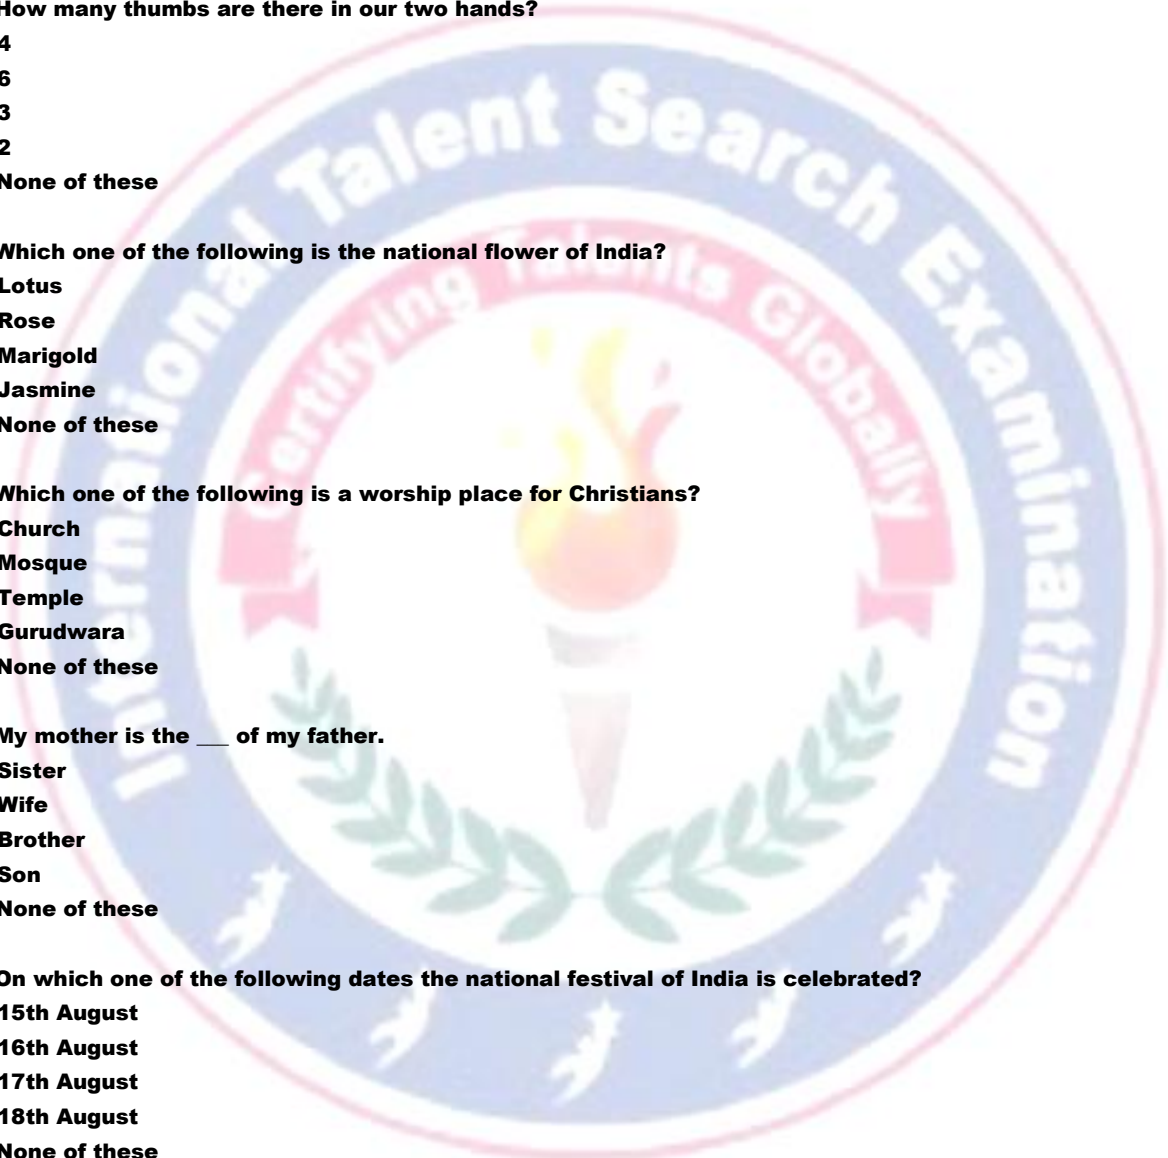 How many thumbs are there in our two hands?
4
6
3
2
None of these
Which one of the following is the national flower of India?
Lotus
Rose
Marigold
Jasmine
None of these
Which one of the following is a worship place for Christians?
Church
Mosque
Temple
Gurudwara
None of these
My mother is the ___ of my father.
Sister
Wife
Brother
Son
None of these
On which one of the following dates the national festival of India is celebrated?
15th August
16th August
17th August
18th August
None of these
International Talent Search Examination
Certifying Talents Globally